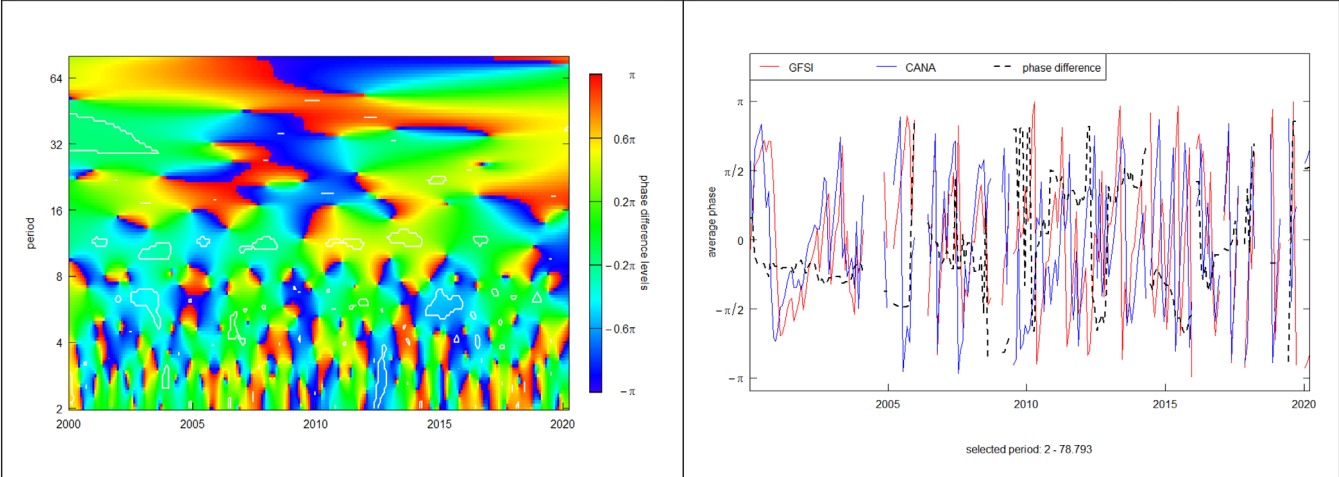 64
32
16
8
4
2
period
2000
2005
2010
2015
2020
π
0.6π
0.2π
−0.2π
−0.6π
−π
phase difference levels
GFSI
CANA
phase difference
π
π/2
0
−π/2
−π
average phase
2005
2010
2015
2020
selected period: 2 - 78.793